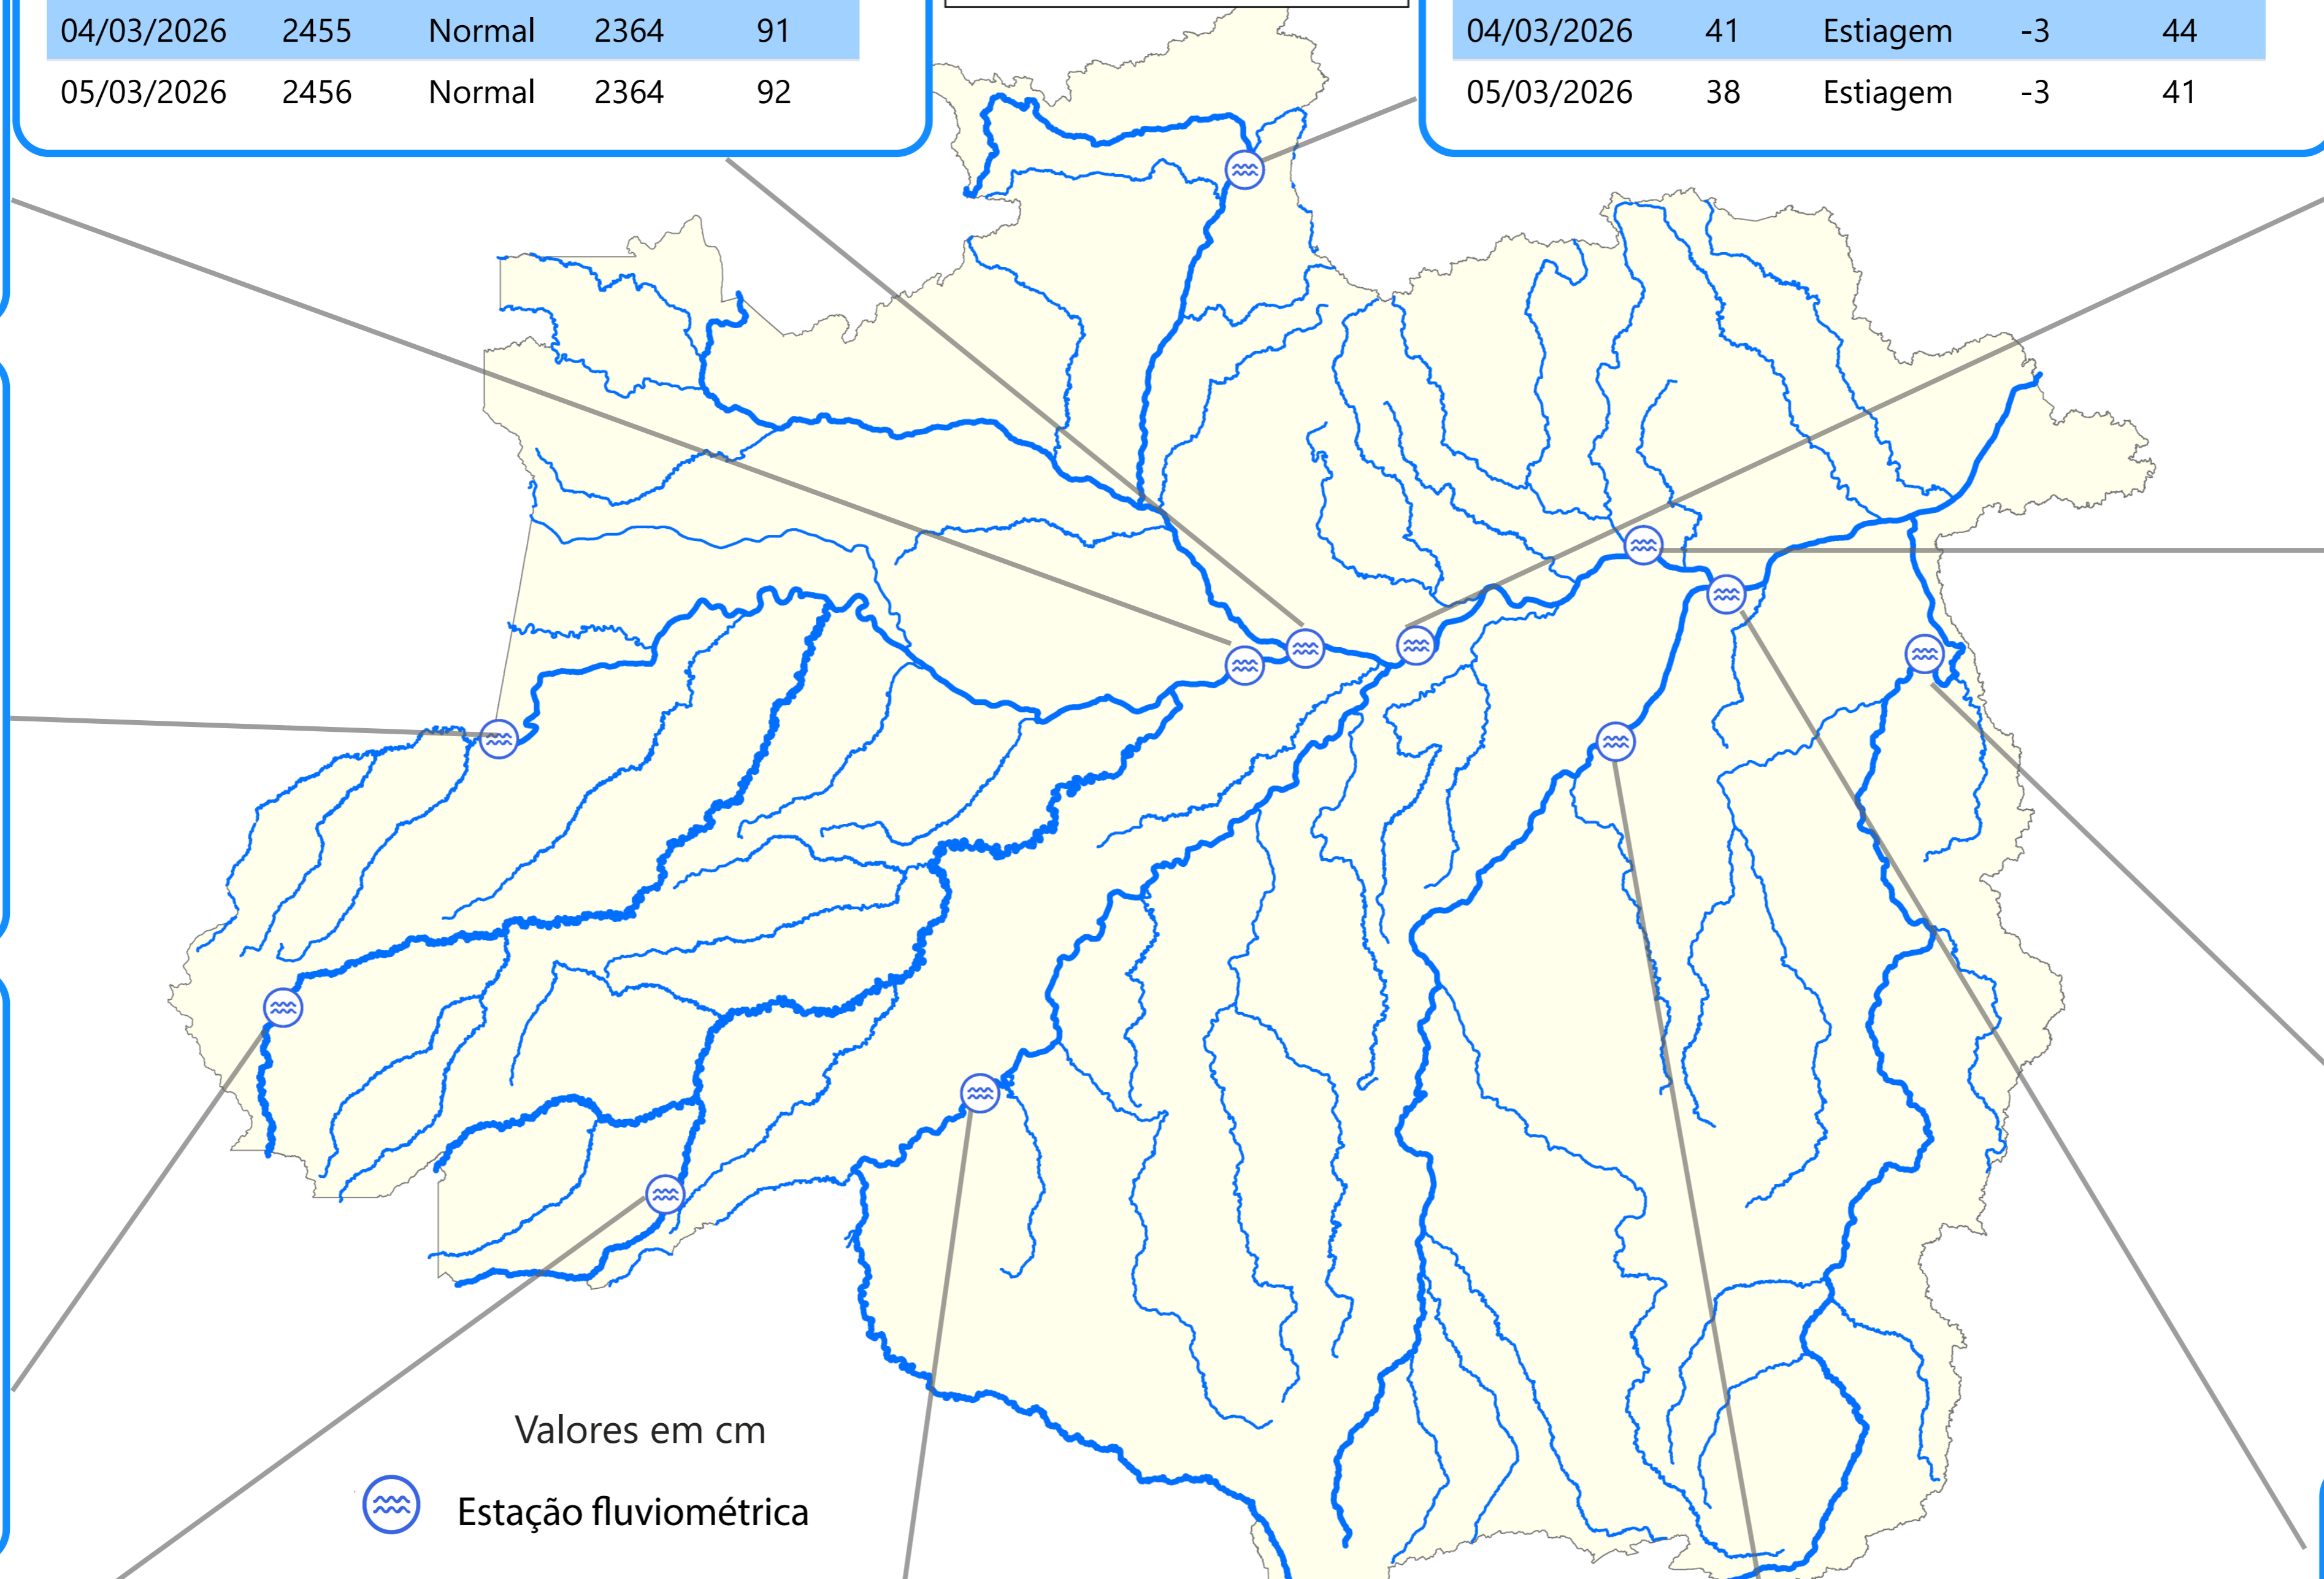 04/03/2026 2455 Normal 2364 91
05/03/2026 2456 Normal 2364 92
04/03/2026 41 Estiagem -3 44
05/03/2026 38 Estiagem -3 41
Valores em cm
Estação fluviométrica